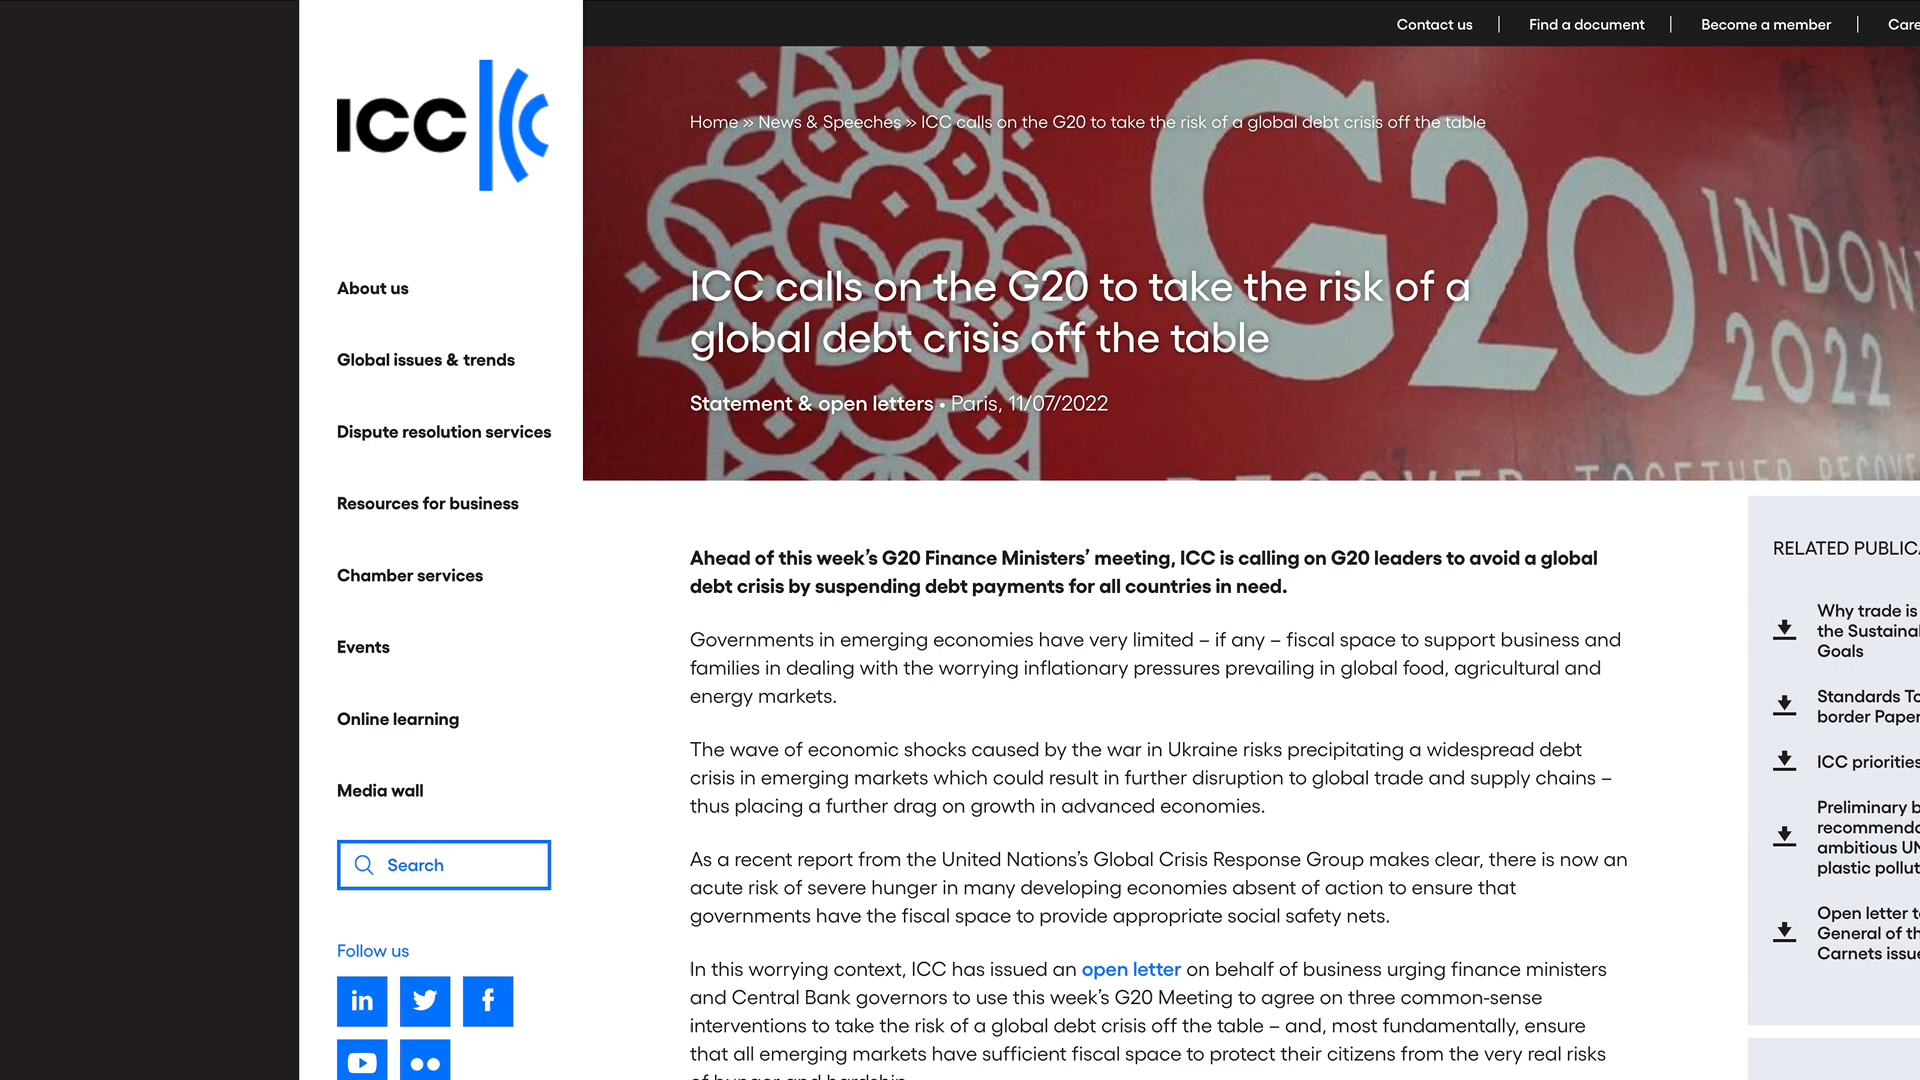 Contact us
Find a document
Become a member
ICC
Home » News & Speeches » ICC calls on the G20 to take the risk of a global debt crisis off the table
G20
2022
ICC calls on the G20 to take the risk of a
global debt crisis off the table
Statement & open letters • Paris, 11/07/2022
TOGETHER
About us
Global issues & trends
Dispute resolution services
Resources for business
Chamber services
Events
Online learning
Media wall
Search
Follow us
Ahead of this week’s G20 Finance Ministers’ meeting, ICC is calling on G20 leaders to avoid a global
debt crisis by suspending debt payments for all countries in need.
Governments in emerging economies have very limited – if any – fiscal space to support business and
families in dealing with the worrying inflationary pressures prevailing in global food, agricultural and
energy markets.
The wave of economic shocks caused by the war in Ukraine risks precipitating a widespread debt
crisis in emerging markets which could result in further disruption to global trade and supply chains –
thus placing a further drag on growth in advanced economies.
As a recent report from the United Nations’s Global Crisis Response Group makes clear, there is now an
acute risk of severe hunger in many developing economies absent of action to ensure that
governments have the fiscal space to provide appropriate social safety nets.
In this worrying context, ICC has issued an open letter on behalf of business urging finance ministers
and Central Bank governors to use this week’s G20 Meeting to agree on three common-sense
interventions to take the risk of a global debt crisis off the table – and, most fundamentally, ensure
that all emerging markets have sufficient fiscal space to protect their citizens from the very real risks
of hunger and hardship.
RELATED
Why trade is
the
Goals
Standards
border
ICC priorities
Preliminary
ambitious
plastic
Open letter
General of
Carnets